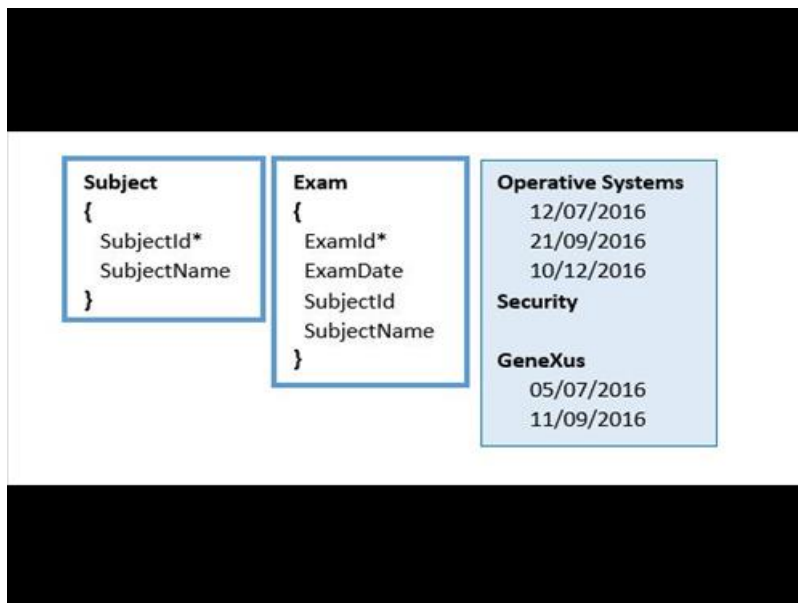 Subject
{
SubjectId*
SubjectName
}
Exam
{
ExamId*
ExamDate
SubjectId
SubjectName
}
Operative Systems
12/07/2016
21/09/2016
10/12/2016
Security
GeneXus
05/07/2016
11/09/2016